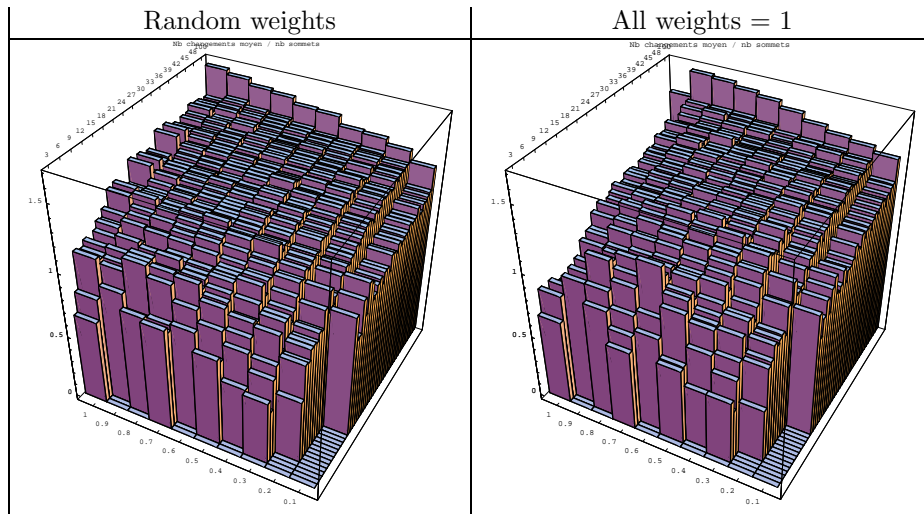 Random weights
All weights = 1
Nb changements moyen / nb sommets
Nb changements moyen / nb sommets
3 6 9 12 15 18 21 24 27 30 33 36 39 42 45 48
3 6 9 12 15 18 21 24 27 30 33 36 39 42 45 48
1.5
1
0.5
0
1.5
1
0.5
0
1 0.9 0.8 0.7 0.6 0.5 0.4 0.3 0.2 0.1
1 0.9 0.8 0.7 0.6 0.5 0.4 0.3 0.2 0.1